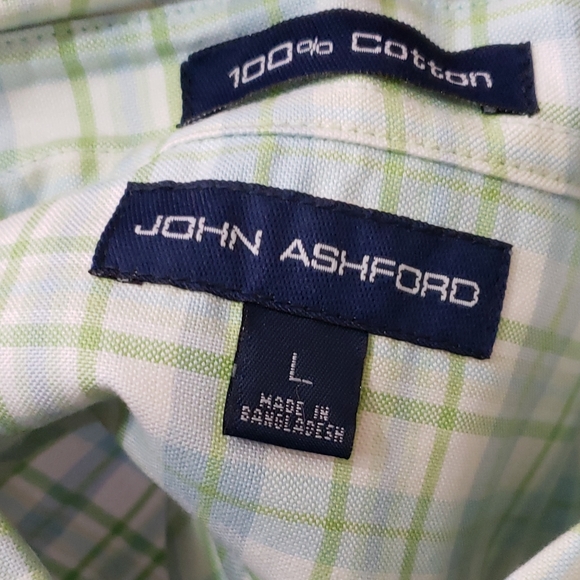 100% Cotton
JOHN ASHFORD
L
MADE IN
BANGLADESH